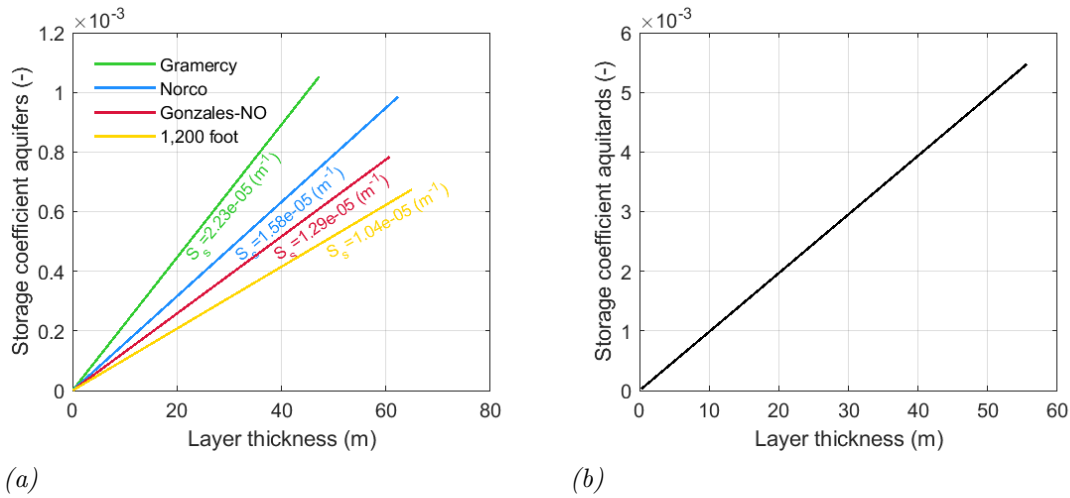 ×10⁻³
1.2
1
0.8
0.6
0.4
0.2
0
0
20
40
60
80
Storage coefficient aquifers (-)
Layer thickness (m)
Gramercy
Norco
Gonzales-NO
1,200 foot
Sₛ=2.23e-05 (m⁻¹)
Sₛ=1.58e-05 (m⁻¹)
Sₛ=1.29e-05 (m⁻¹)
Sₛ=1.04e-05 (m⁻¹)
(a)
×10⁻³
6
5
4
3
2
1
0
0
10
20
30
40
50
60
Storage coefficient aquitards (-)
Layer thickness (m)
(b)